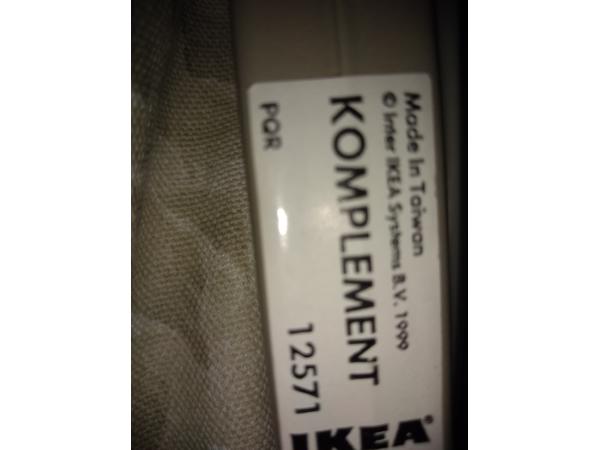 Made in Taiwan
© Inter IKEA Systems B.V. 1999
KOMPLEMENT
PQR 12571
IKEA®